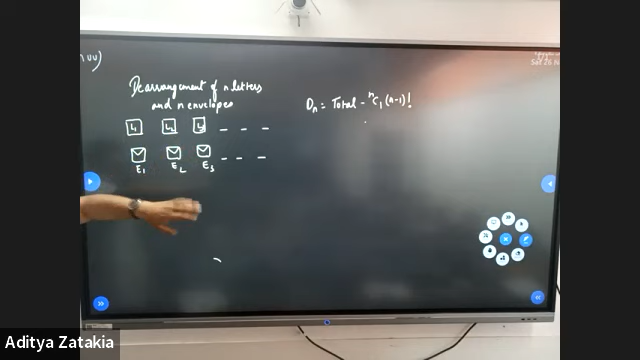 Dearrangement of n letters
and n envelopes
Dn = Total - ⁿC₁ (n-1)!
L₁ L₂ L₃ - - -
E₁ E₂ E₃ - - -
Aditya Zatakia